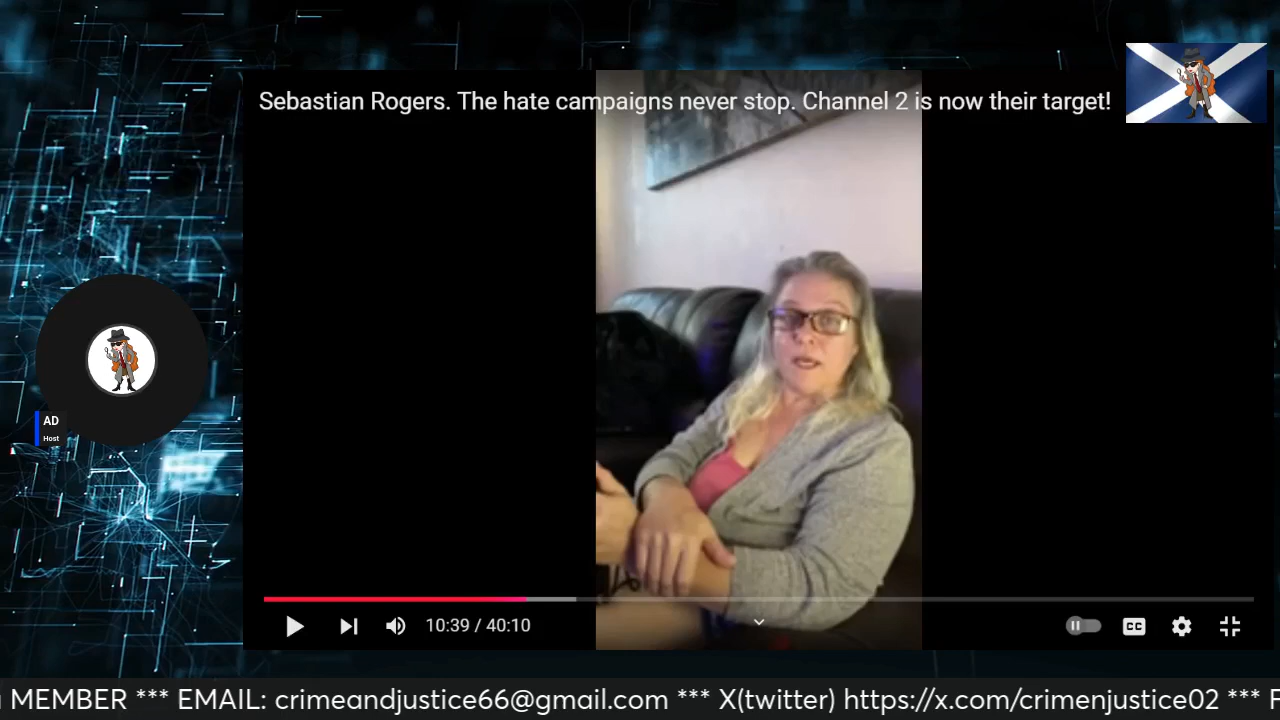 Sebastian Rogers. The hate campaigns never stop. Channel 2 is now their target!
AD
Host
10:39 / 40:10
CC
MEMBER *** EMAIL: crimeandjustice66@gmail.com *** X(twitter) https://x.com/crimenjustice02 *** F